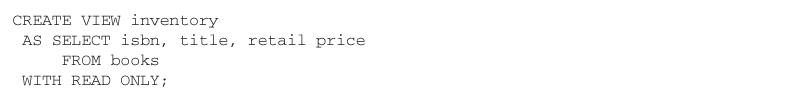 CREATE VIEW inventory
AS SELECT isbn, title, retail price
FROM books
WITH READ ONLY;